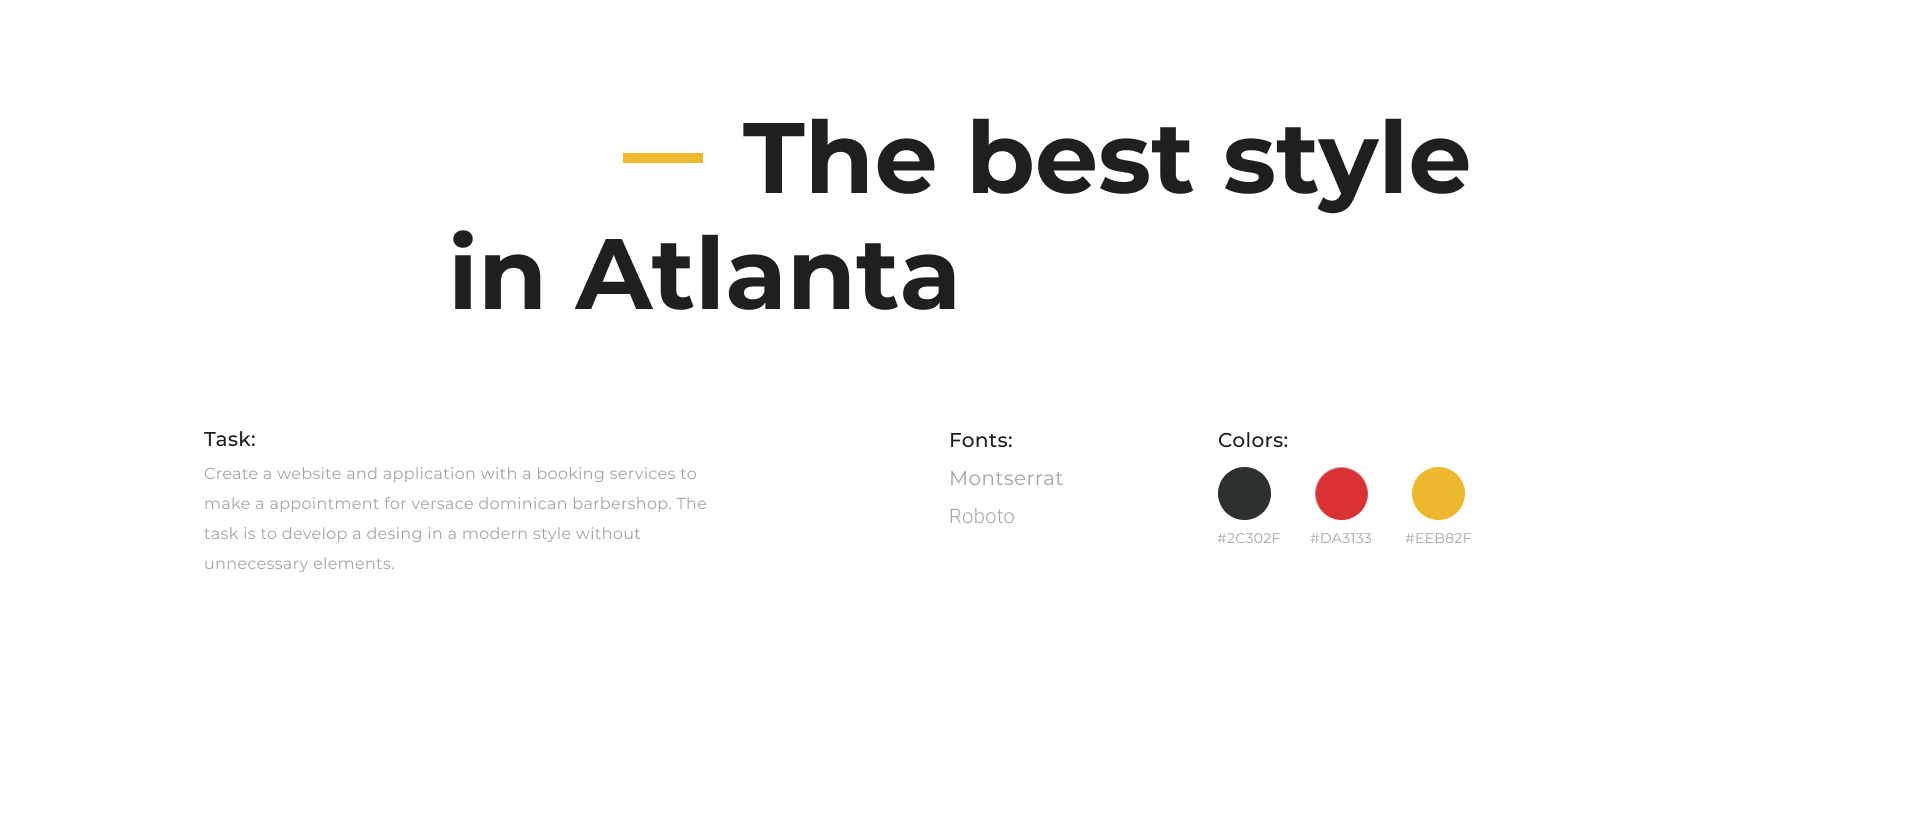 The best style
in Atlanta
Task:
Create a website and application with a booking services to
make a appointment for versace dominican barbershop. The
task is to develop a desing in a modern style without
unnecessary elements.
Fonts:
Montserrat
Roboto
Colors:
#2C302F #DA3133 #EEB82F